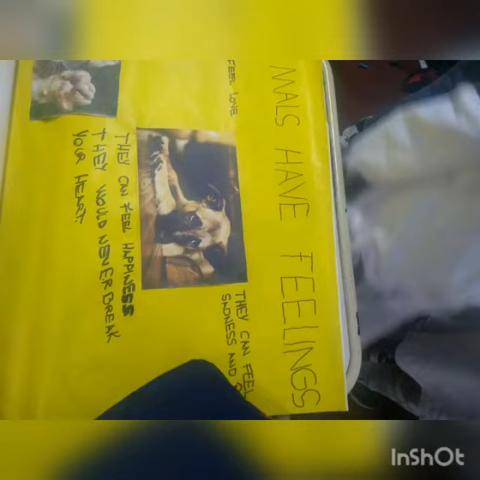 MALS HAVE FEELINGS
FEEL LOVE
THEY CAN FEEL
SADNESS AND
THEY CAN FEEL HAPPINESS
THEY WOULD NEVER BREAK
YOUR HEART
InShOt